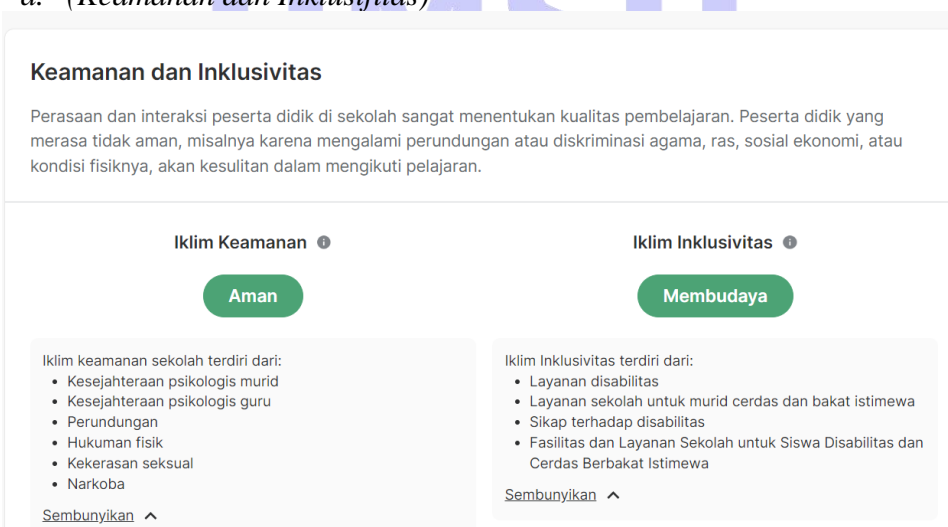 a. (Keamanan dan Inklusifitas)
Keamanan dan Inklusivitas
Perasaan dan interaksi peserta didik di sekolah sangat menentukan kualitas pembelajaran. Peserta didik yang
merasa tidak aman, misalnya karena mengalami perundungan atau diskriminasi agama, ras, sosial ekonomi, atau
kondisi fisiknya, akan kesulitan dalam mengikuti pelajaran.
Iklim Keamanan
Iklim Inklusivitas
Aman
Membudaya
Iklim keamanan sekolah terdiri dari:
• Kesejahteraan psikologis murid
• Kesejahteraan psikologis guru
• Perundungan
• Hukuman fisik
• Kekerasan seksual
• Narkoba
Sembunyikan
Iklim Inklusivitas terdiri dari:
• Layanan disabilitas
• Layanan sekolah untuk murid cerdas dan bakat istimewa
• Sikap terhadap disabilitas
• Fasilitas dan Layanan Sekolah untuk Siswa Disabilitas dan
Cerdas Berbakat Istimewa
Sembunyikan